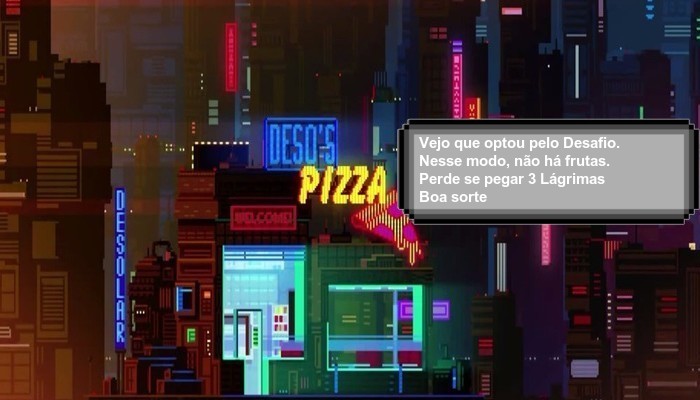 DESO'S
PIZZA
WELCOME!
DESOLAR
Vejo que optou pelo Desafio.
Nesse modo, não há frutas.
Perde se pegar 3 Lágrimas
Boa sorte